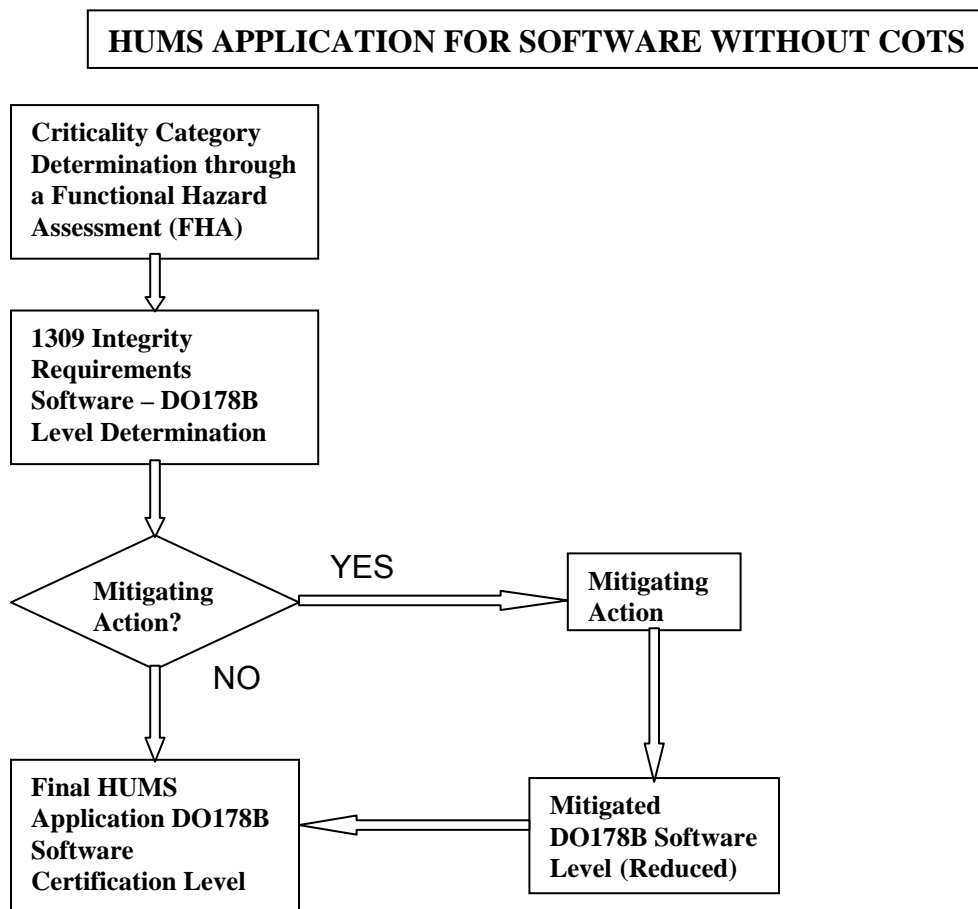 HUMS APPLICATION FOR SOFTWARE WITHOUT COTS
Criticality Category
Determination through
a Functional Hazard
Assessment (FHA)
1309 Integrity
Requirements
Software – DO178B
Level Determination
Mitigating
Action?
YES
Mitigating
Action
NO
Final HUMS
Application DO178B
Software
Certification Level
Mitigated
DO178B Software
Level (Reduced)